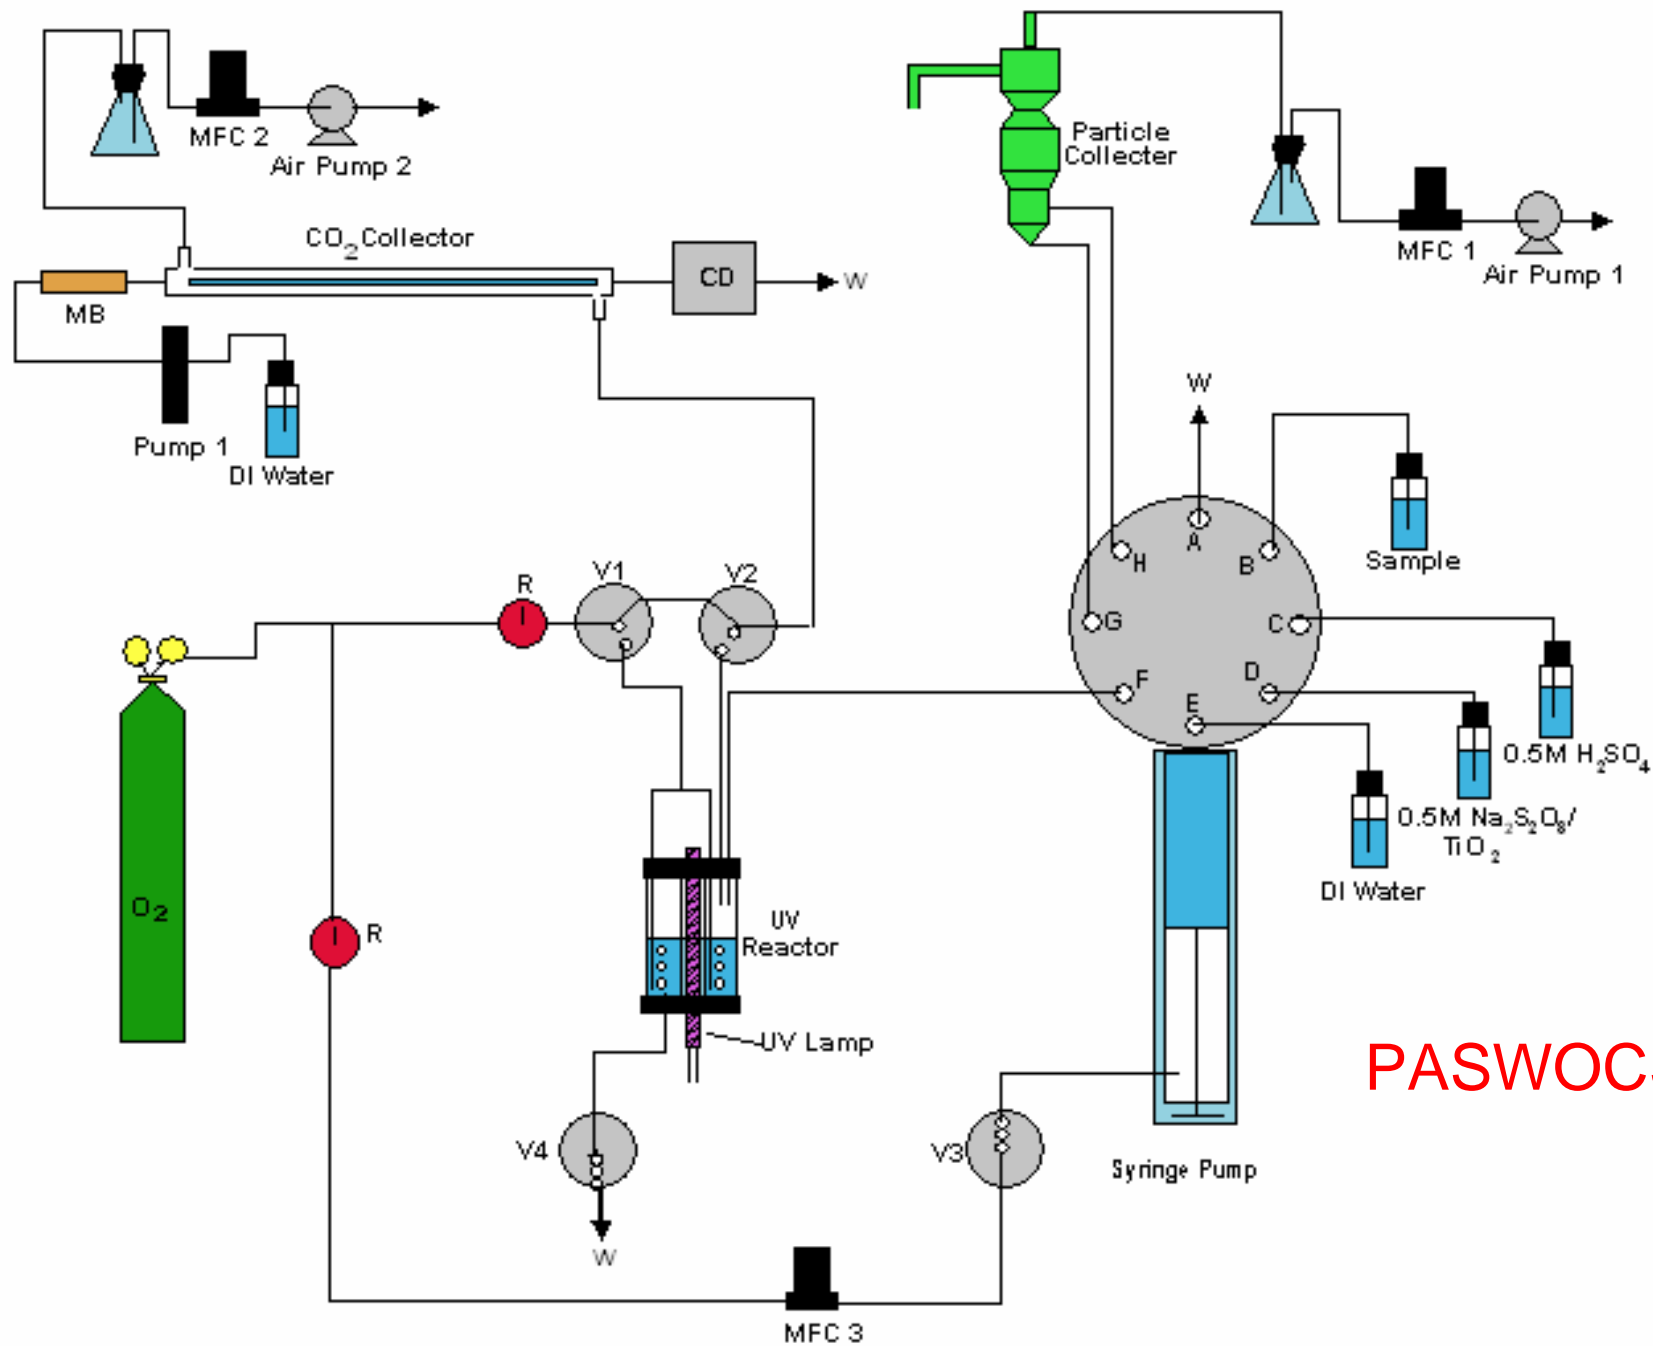 MFC 2
Air Pump 2
Particle
Collecter
MFC 1
Air Pump 1
CO2 Collector
CD
W
MB
Pump 1
DI Water
W
A
B
C
D
E
F
G
H
Sample
R
V1
V2
0.5M H2SO4
0.5M Na2S2O8/
TiO2
DI Water
O2
R
UV
Reactor
UV Lamp
V4
W
V3
Syringe Pump
MFC 3